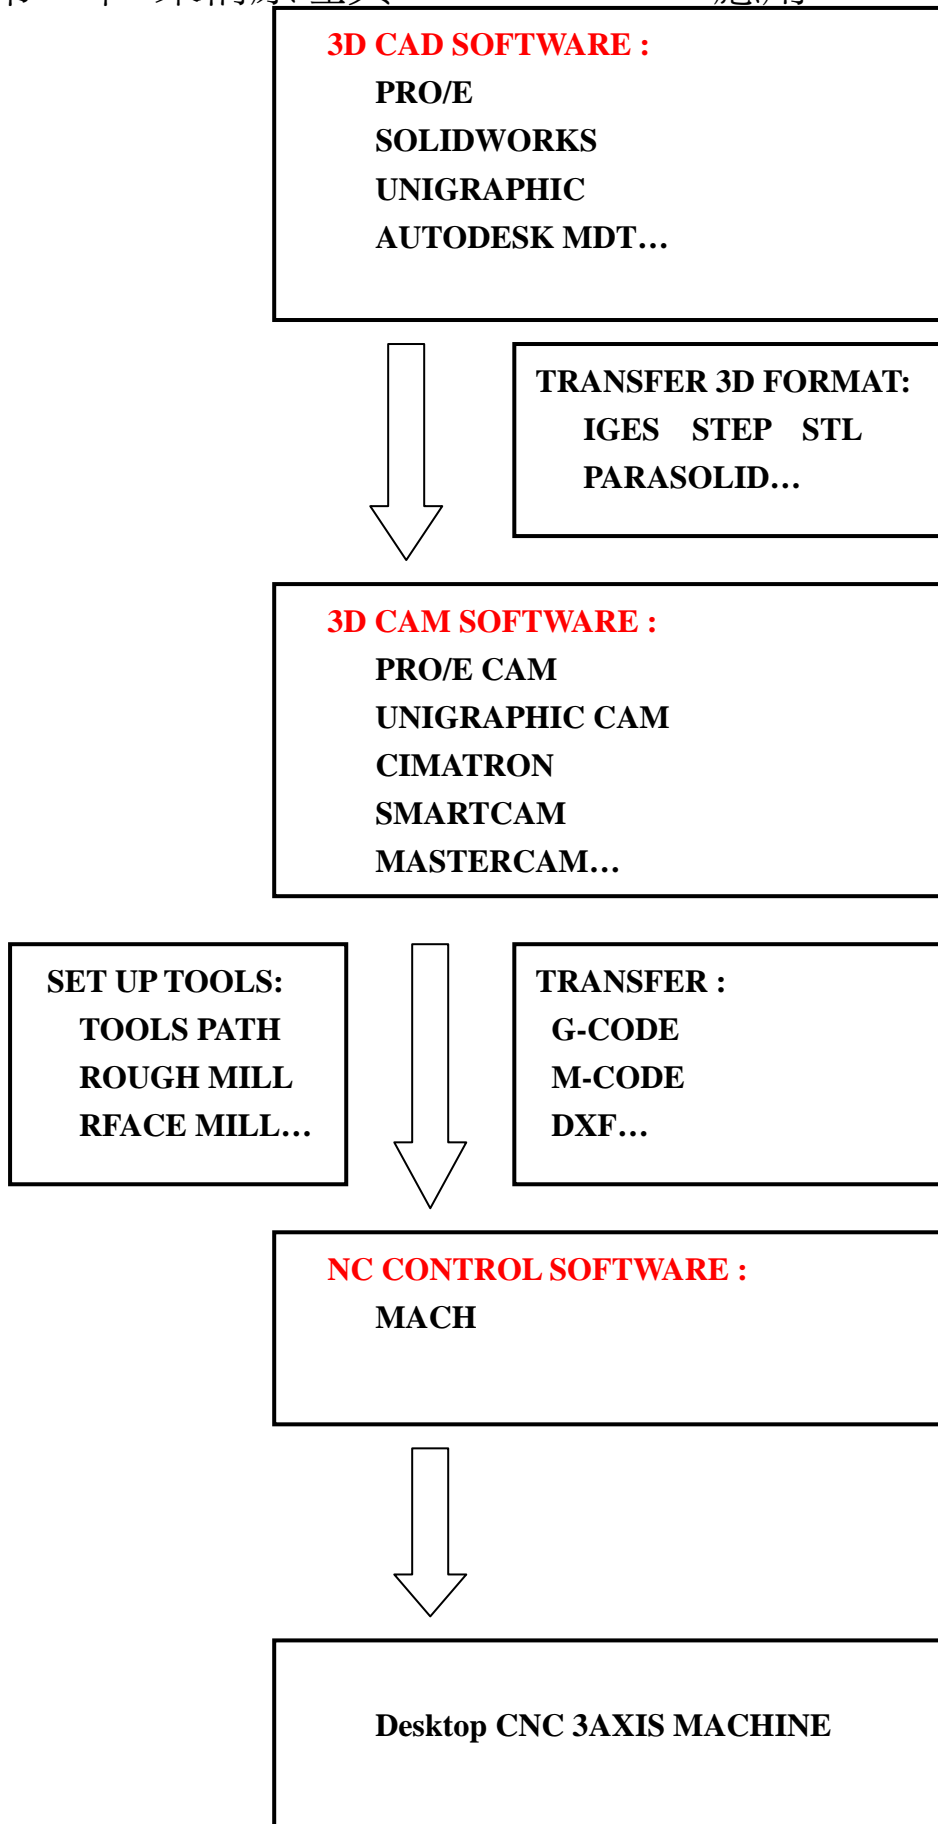 3D CAD SOFTWARE :
PRO/E
SOLIDWORKS
UNIGRAPHIC
AUTODESK MDT…
TRANSFER 3D FORMAT:
IGES STEP STL
PARASOLID…
3D CAM SOFTWARE :
PRO/E CAM
UNIGRAPHIC CAM
CIMATRON
SMARTCAM
MASTERCAM…
SET UP TOOLS:
TOOLS PATH
ROUGH MILL
RFACE MILL…
TRANSFER :
G-CODE
M-CODE
DXF…
NC CONTROL SOFTWARE :
MACH
Desktop CNC 3AXIS MACHINE